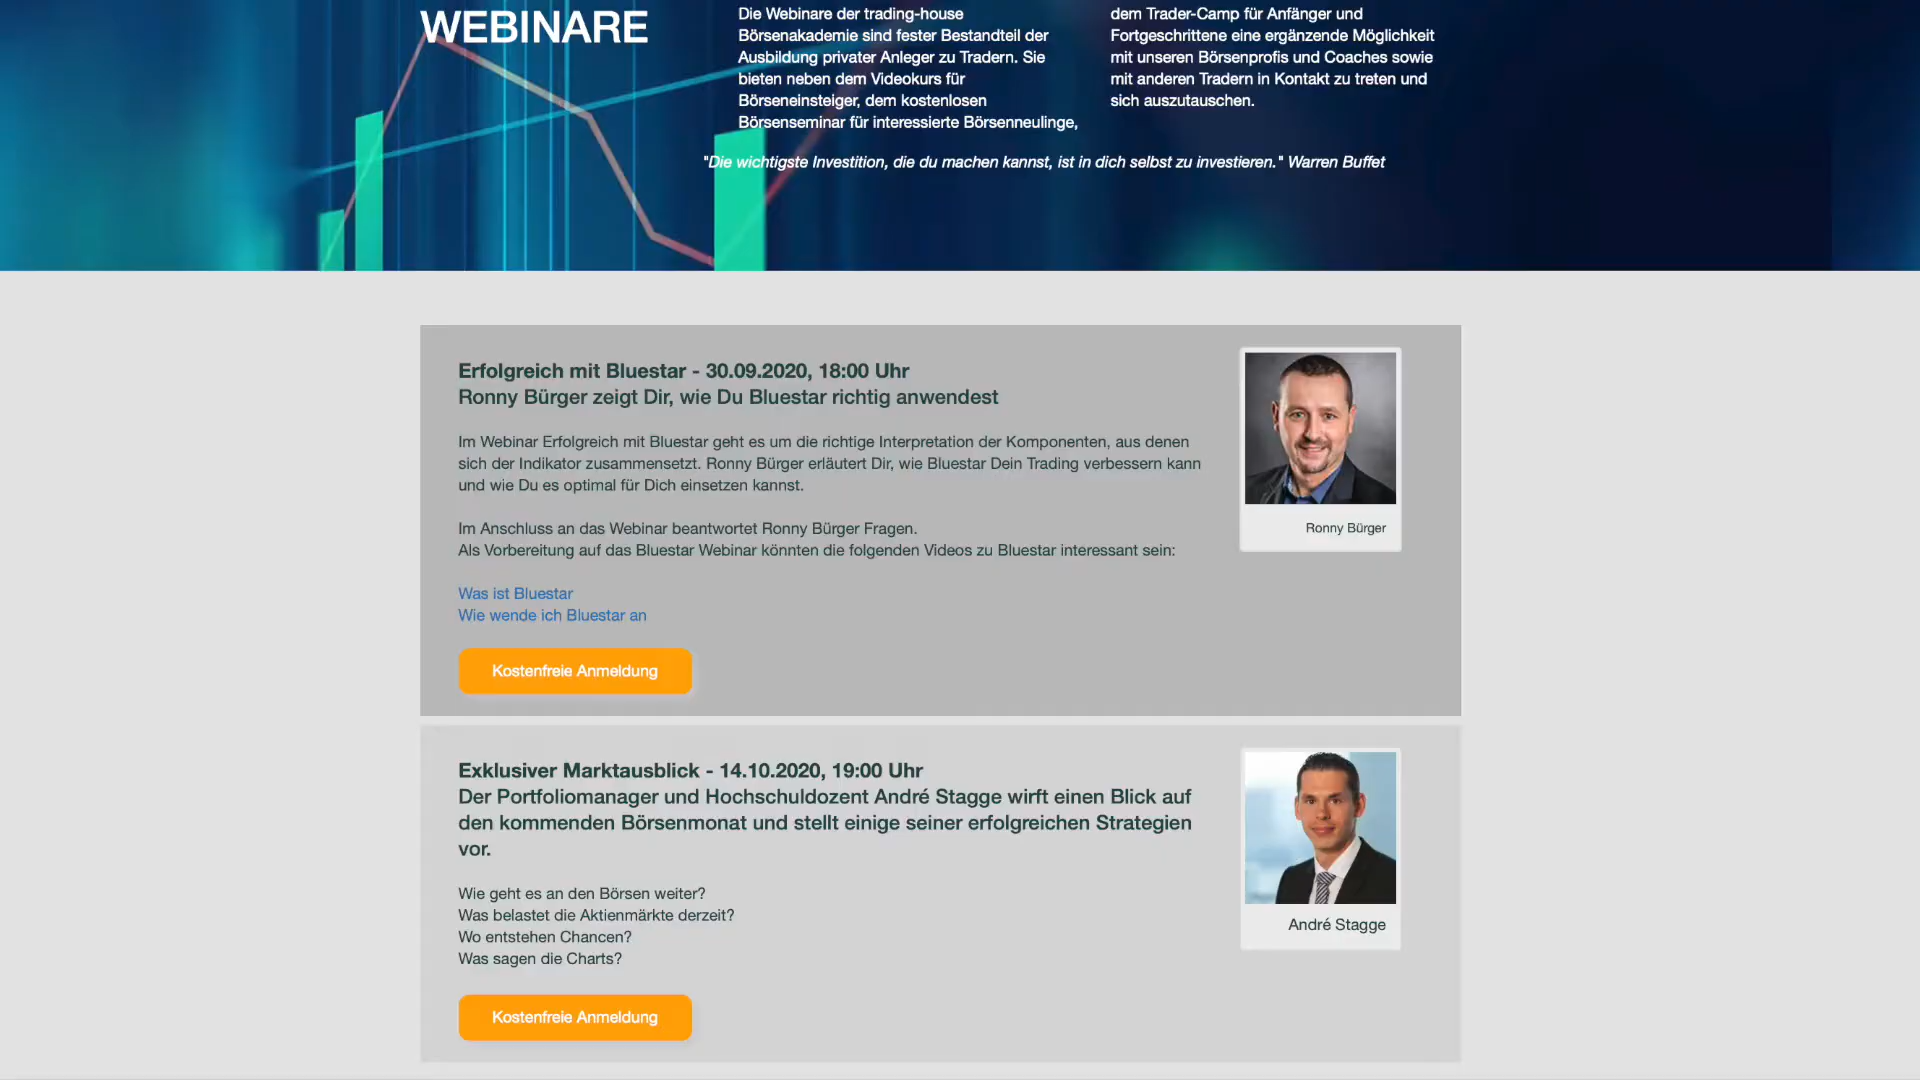 WEBINARE
Die Webinare der trading-house
Börsenakademie sind fester Bestandteil der
Ausbildung privater Anleger zu Tradern. Sie
bieten neben dem Videokurs für
Börseneinsteiger, dem kostenlosen
Börsenseminar für interessierte Börsenneulinge,
dem Trader-Camp für Anfänger und
Fortgeschrittene eine ergänzende Möglichkeit
mit unseren Börsenprofis und Coaches sowie
mit anderen Tradern in Kontakt zu treten und
sich auszutauschen.
"Die wichtigste Investition, die du machen kannst, ist in dich selbst zu investieren." Warren Buffet
Erfolgreich mit Bluestar - 30.09.2020, 18:00 Uhr
Ronny Bürger zeigt Dir, wie Du Bluestar richtig anwendest
Im Webinar Erfolgreich mit Bluestar geht es um die richtige Interpretation der Komponenten, aus denen
sich der Indikator zusammensetzt. Ronny Bürger erläutert Dir, wie Bluestar Dein Trading verbessern kann
und wie Du es optimal für Dich einsetzen kannst.
Im Anschluss an das Webinar beantwortet Ronny Bürger Fragen.
Als Vorbereitung auf das Bluestar Webinar könnten die folgenden Videos zu Bluestar interessant sein:
Was ist Bluestar
Wie wende ich Bluestar an
Kostenfreie Anmeldung
Ronny Bürger
Exklusiver Marktausblick - 14.10.2020, 19:00 Uhr
Der Portfoliomanager und Hochschuldozent André Stagge wirft einen Blick auf
den kommenden Börsenmonat und stellt einige seiner erfolgreichen Strategien
vor.
Wie geht es an den Börsen weiter?
Was belastet die Aktienmärkte derzeit?
Wo entstehen Chancen?
Was sagen die Charts?
Kostenfreie Anmeldung
André Stagge